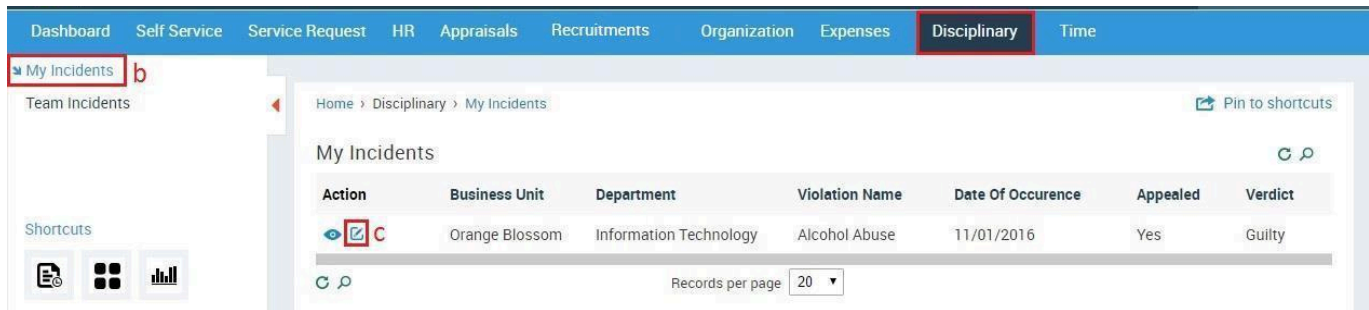 Dashboard Self Service Service Request HR Appraisals Recruitments Organization Expenses Disciplinary Time
My Incidents b
Team Incidents
Home › Disciplinary › My Incidents Pin to shortcuts
My Incidents
Action Business Unit Department Violation Name Date Of Occurence Appealed Verdict
c Orange Blossom Information Technology Alcohol Abuse 11/01/2016 Yes Guilty
Shortcuts
Records per page 20